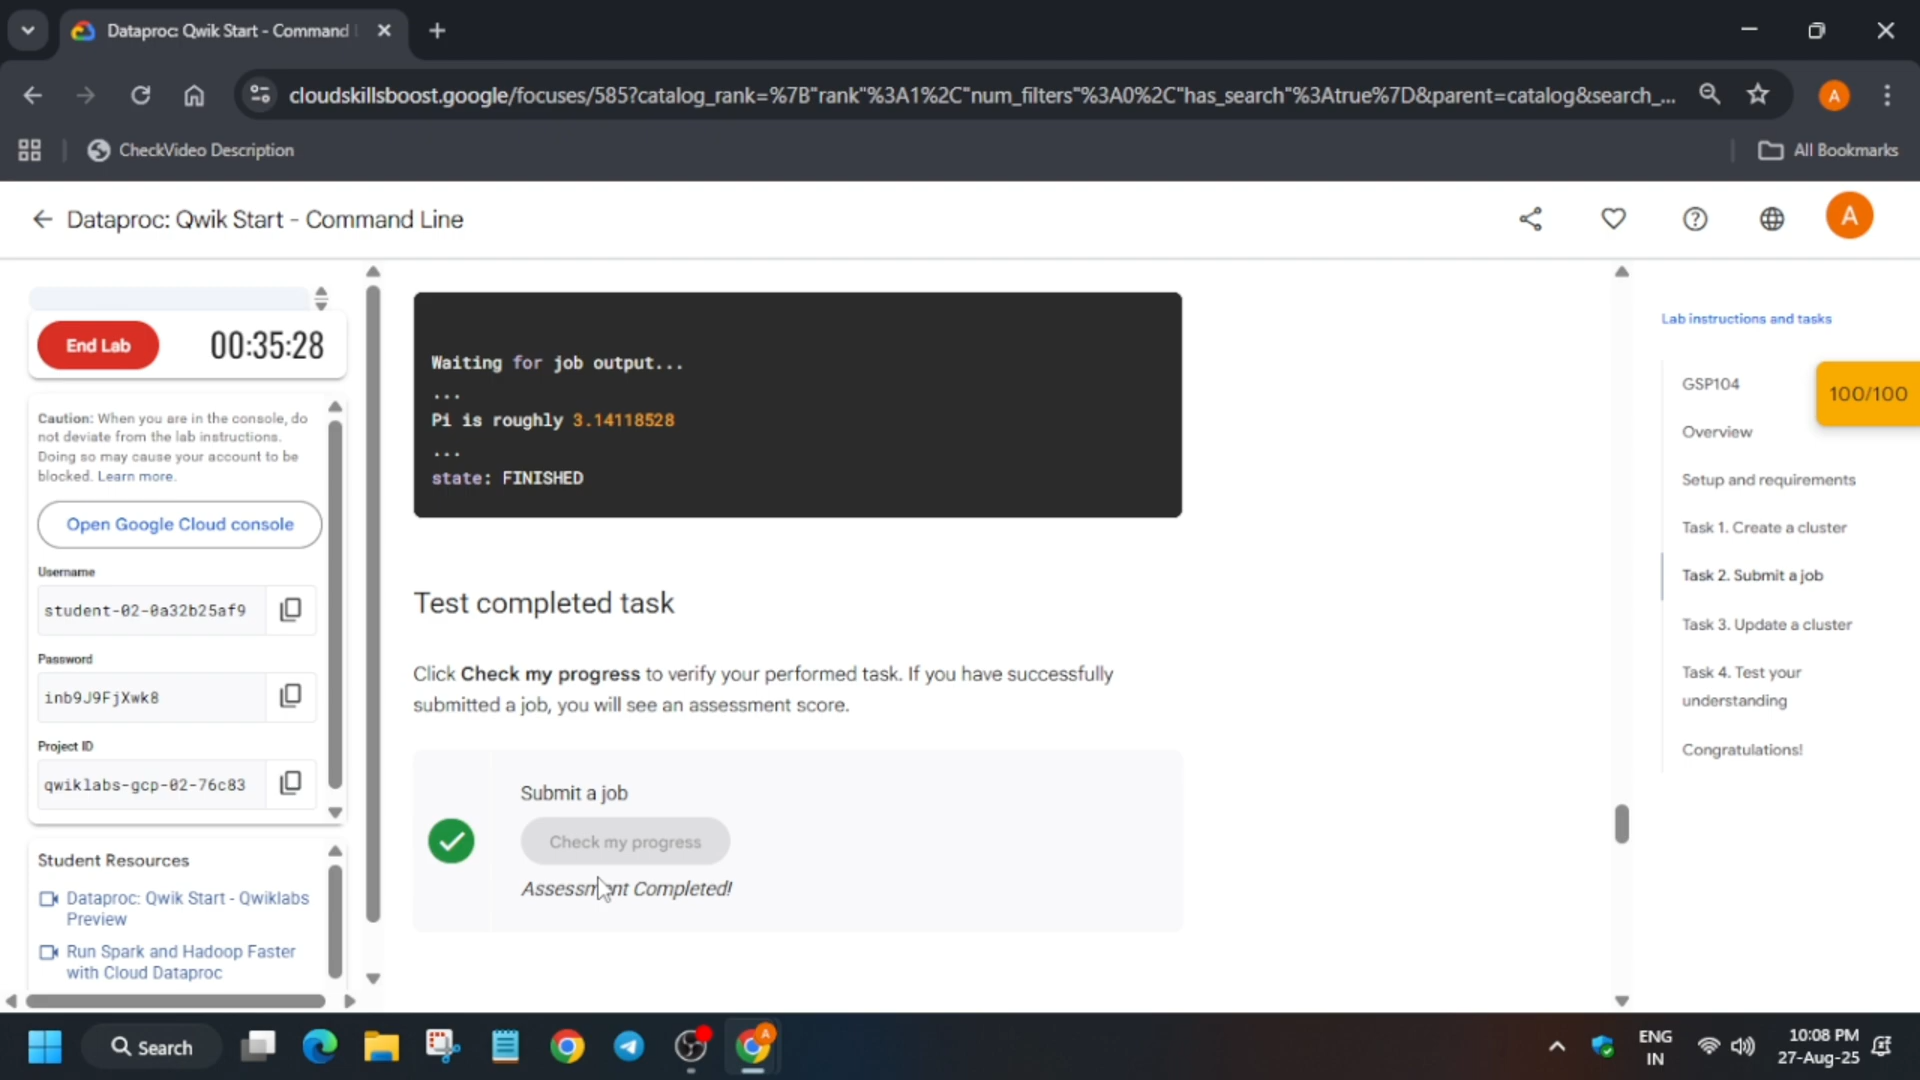 Dataproc: Qwik Start - Command
cloudskillsboost.google/focuses/585?catalog_rank=%7B"rank"%3A1%2C"num_filters"%3A0%2C"has_search"%3Atrue%7D&parent=catalog&search_...
A
CheckVideo Description
All Bookmarks
Dataproc: Qwik Start - Command Line
A
End Lab
00:35:28
Caution: When you are in the console, do
not deviate from the lab instructions.
Doing so may cause your account to be
blocked. Learn more.
Open Google Cloud console
Username
student-02-0a32b25af9
Password
inb9J9FjXwk8
Project ID
qwiklabs-gcp-02-76c83
Student Resources
Dataproc: Qwik Start - Qwiklabs
Preview
Run Spark and Hadoop Faster
with Cloud Dataproc
Waiting for job output...
...
Pi is roughly 3.14118528
...
state: FINISHED
Test completed task
Click Check my progress to verify your performed task. If you have successfully
submitted a job, you will see an assessment score.
Submit a job
Check my progress
Assessment Completed!
Lab instructions and tasks
GSP104
100/100
Overview
Setup and requirements
Task 1. Create a cluster
Task 2. Submit a job
Task 3. Update a cluster
Task 4. Test your
understanding
Congratulations!
Search
A
ENG
IN
10:08 PM
27-Aug-25